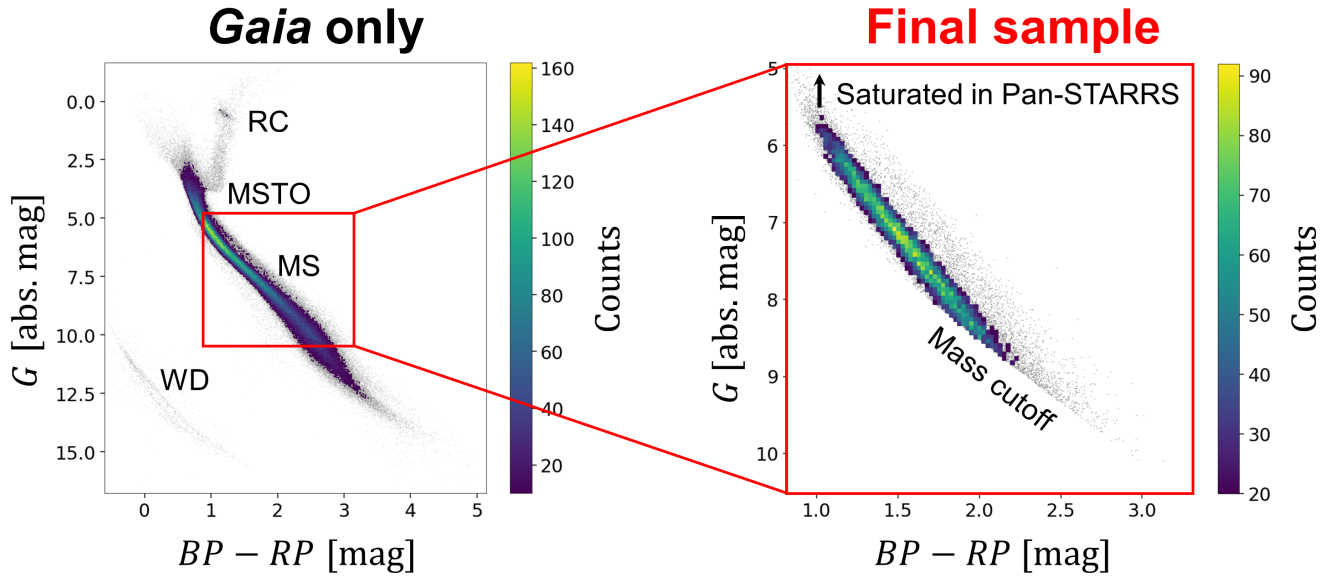 Gaia only
Final sample
0.0
2.5
5.0
7.5
10.0
12.5
15.0
G [abs. mag]
RC
MSTO
MS
WD
0
1
2
3
4
5
BP − RP [mag]
160
140
120
100
80
60
40
20
Counts
5
6
7
8
9
10
G [abs. mag]
Saturated in Pan-STARRS
Mass cutoff
1.0
1.5
2.0
2.5
3.0
BP − RP [mag]
90
80
70
60
50
40
30
20
Counts